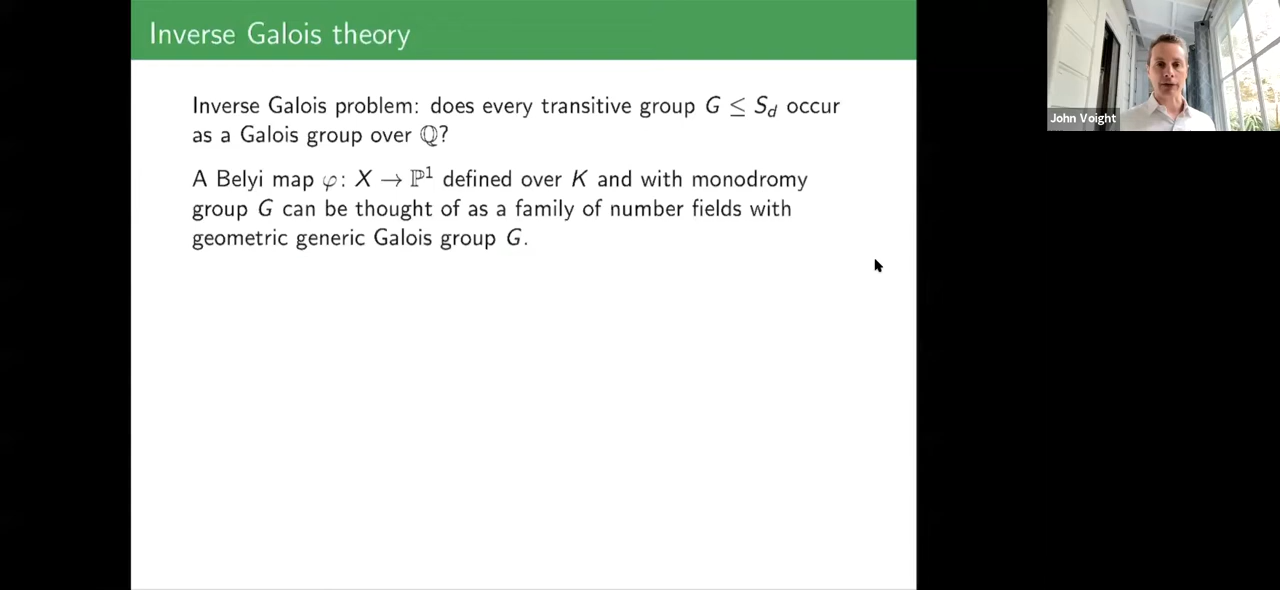 Inverse Galois theory
Inverse Galois problem: does every transitive group G ≤ S_d occur
as a Galois group over ℚ?
A Belyi map φ: X → ℙ¹ defined over K and with monodromy
group G can be thought of as a family of number fields with
geometric generic Galois group G.
John Voight